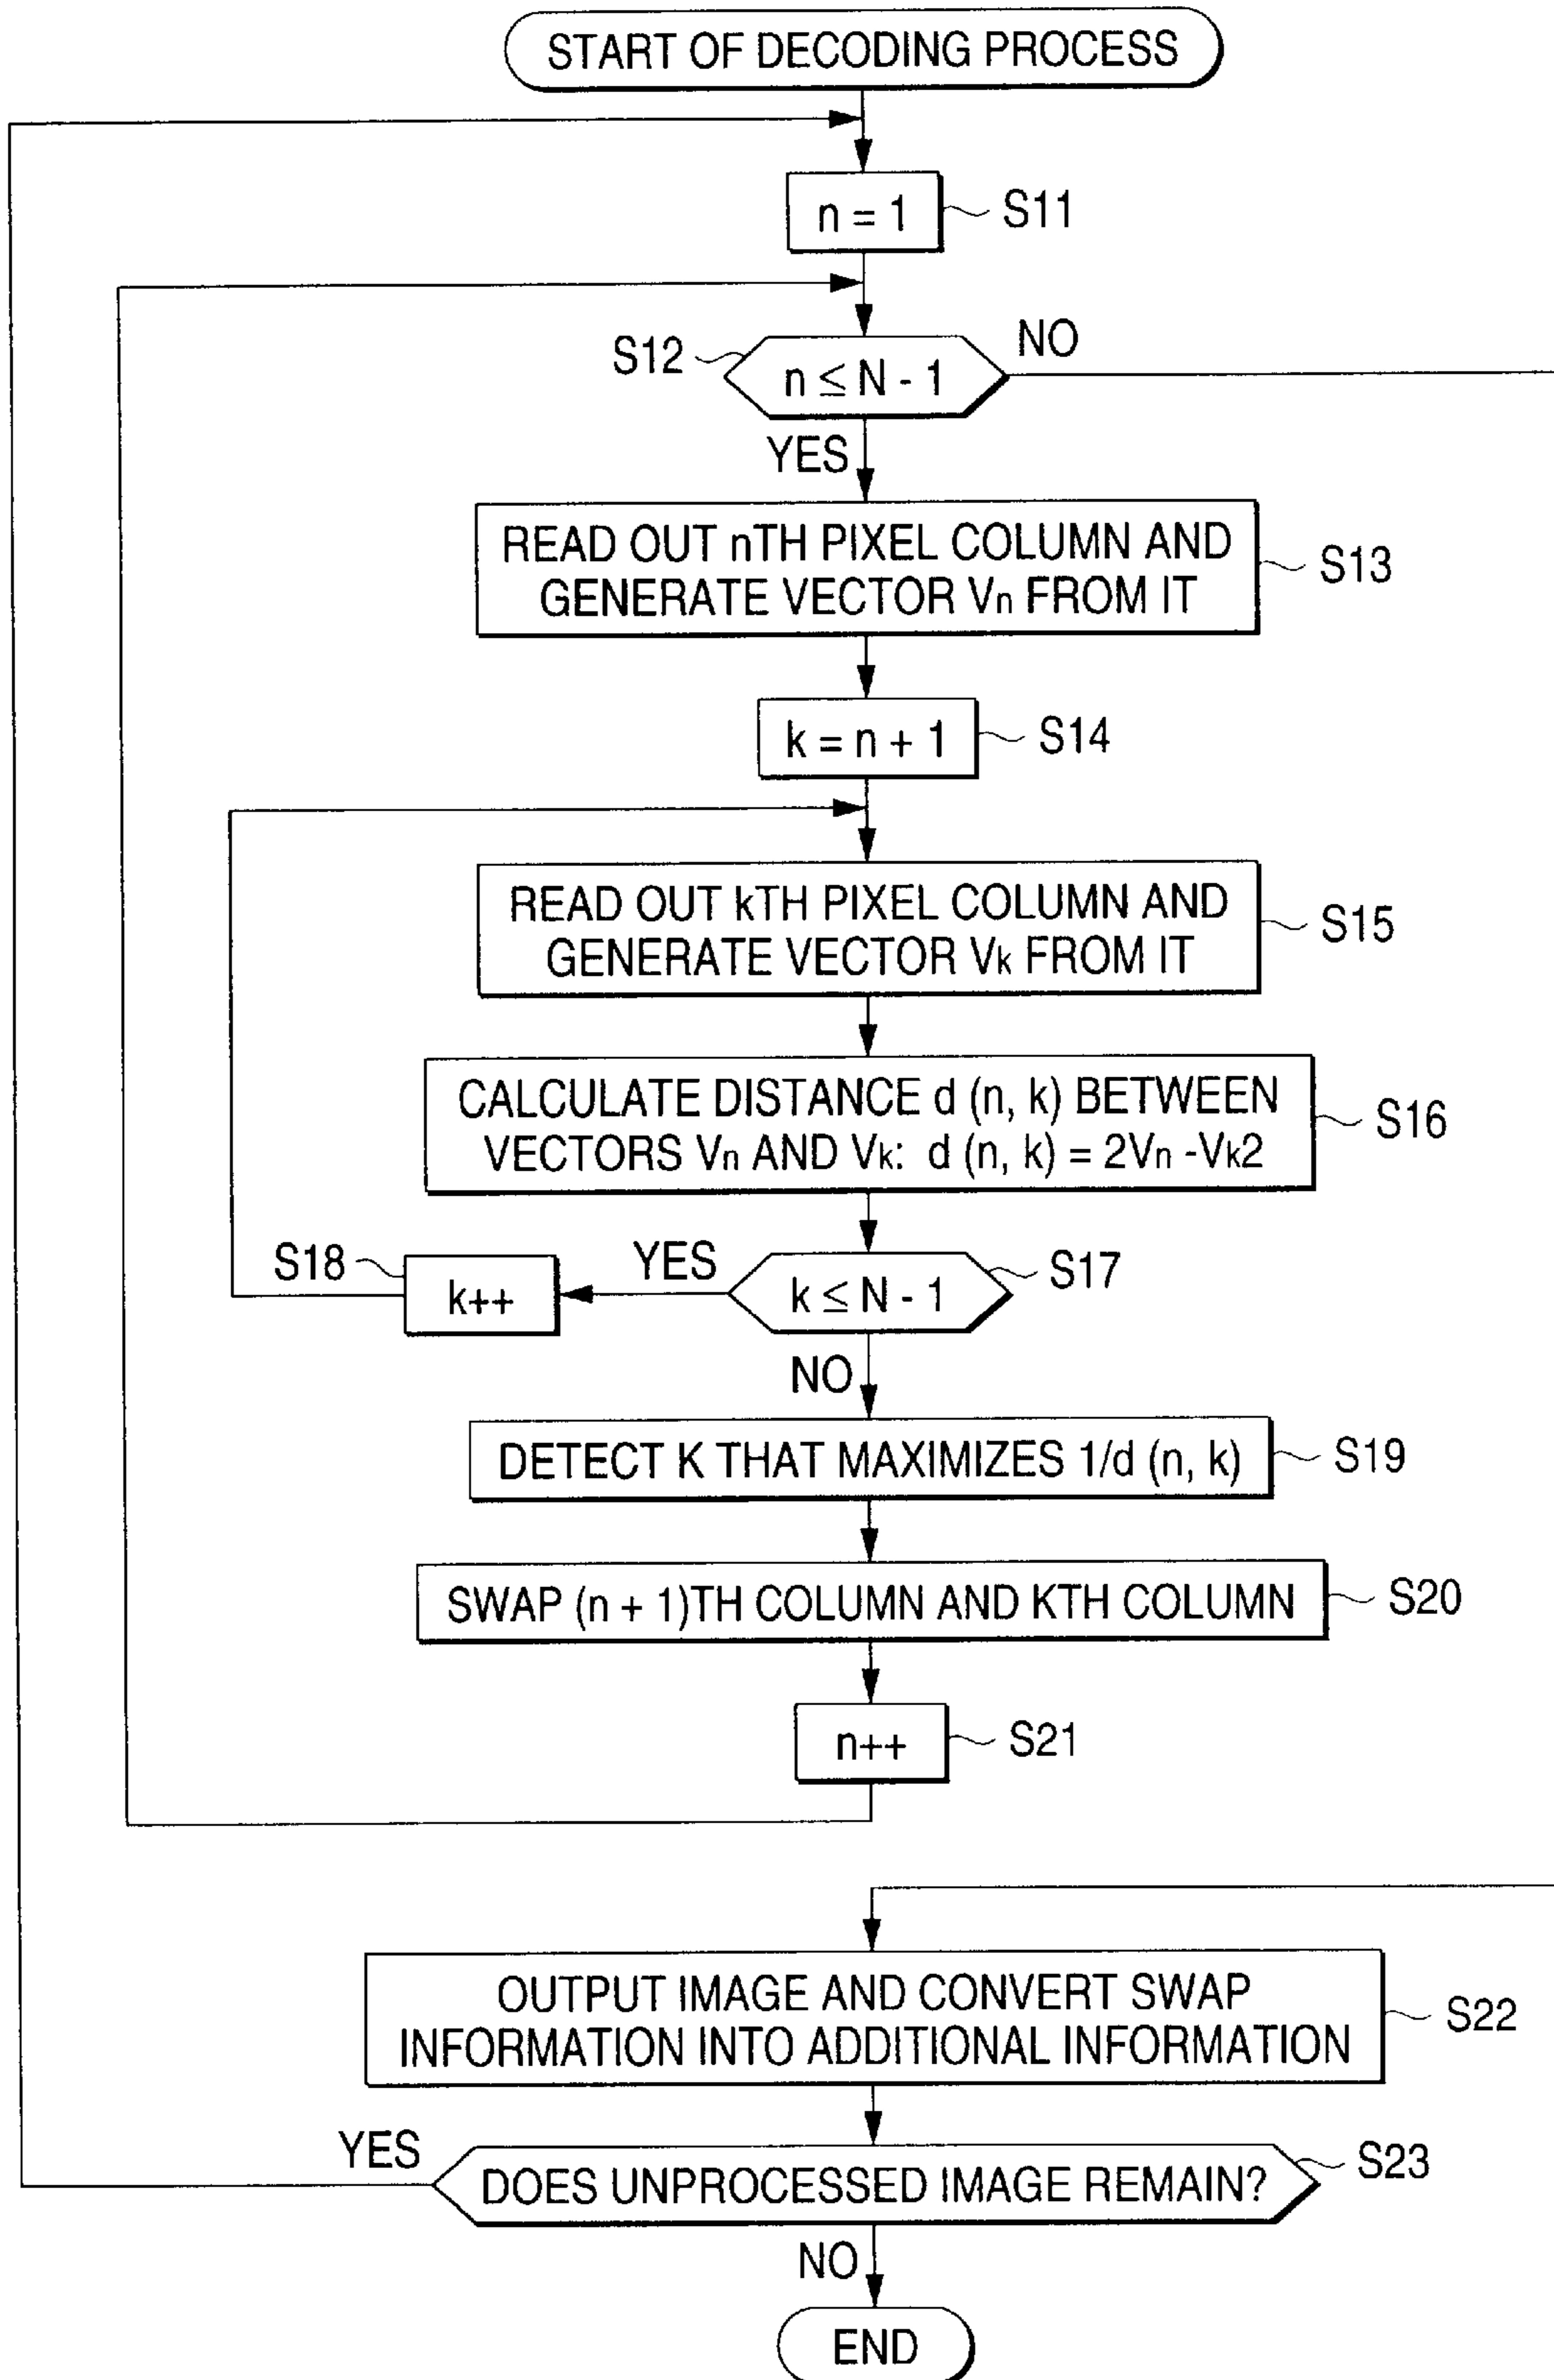 START OF DECODING PROCESS
n = 1
S11
S12
n ≤ N - 1
NO
YES
READ OUT nTH PIXEL COLUMN AND
GENERATE VECTOR Vn FROM IT
S13
k = n + 1
S14
READ OUT kTH PIXEL COLUMN AND
GENERATE VECTOR Vk FROM IT
S15
CALCULATE DISTANCE d (n, k) BETWEEN
VECTORS Vn AND Vk: d (n, k) = 2Vn -Vk2
S16
S18
k++
YES
k ≤ N - 1
S17
NO
DETECT K THAT MAXIMIZES 1/d (n, k)
S19
SWAP (n + 1)TH COLUMN AND KTH COLUMN
S20
n++
S21
OUTPUT IMAGE AND CONVERT SWAP
INFORMATION INTO ADDITIONAL INFORMATION
S22
YES
DOES UNPROCESSED IMAGE REMAIN?
S23
NO
END